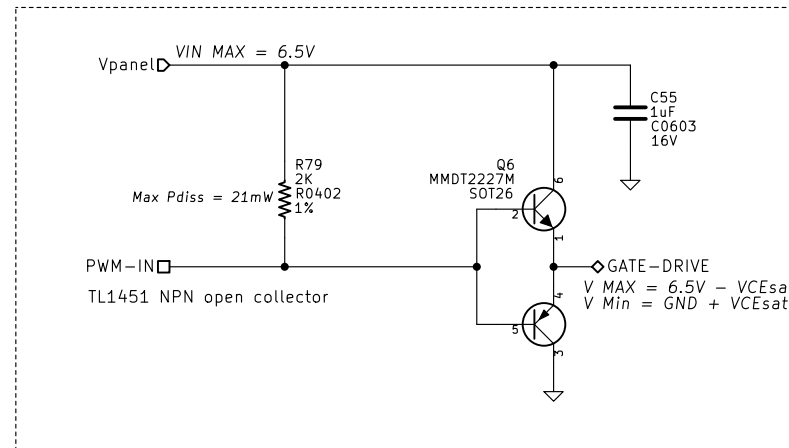 VIN MAX = 6.5V
Vpanel
C55
1uF
C0603
16V
R79
2K
R0402
1%
Max Pdiss = 21mW
Q6
MMDT2227M
SOT26
6
2
1
PWM-IN
GATE-DRIVE
TL1451 NPN open collector
V MAX = 6.5V - VCEsa
V Min = GND + VCEsat
4
5
3